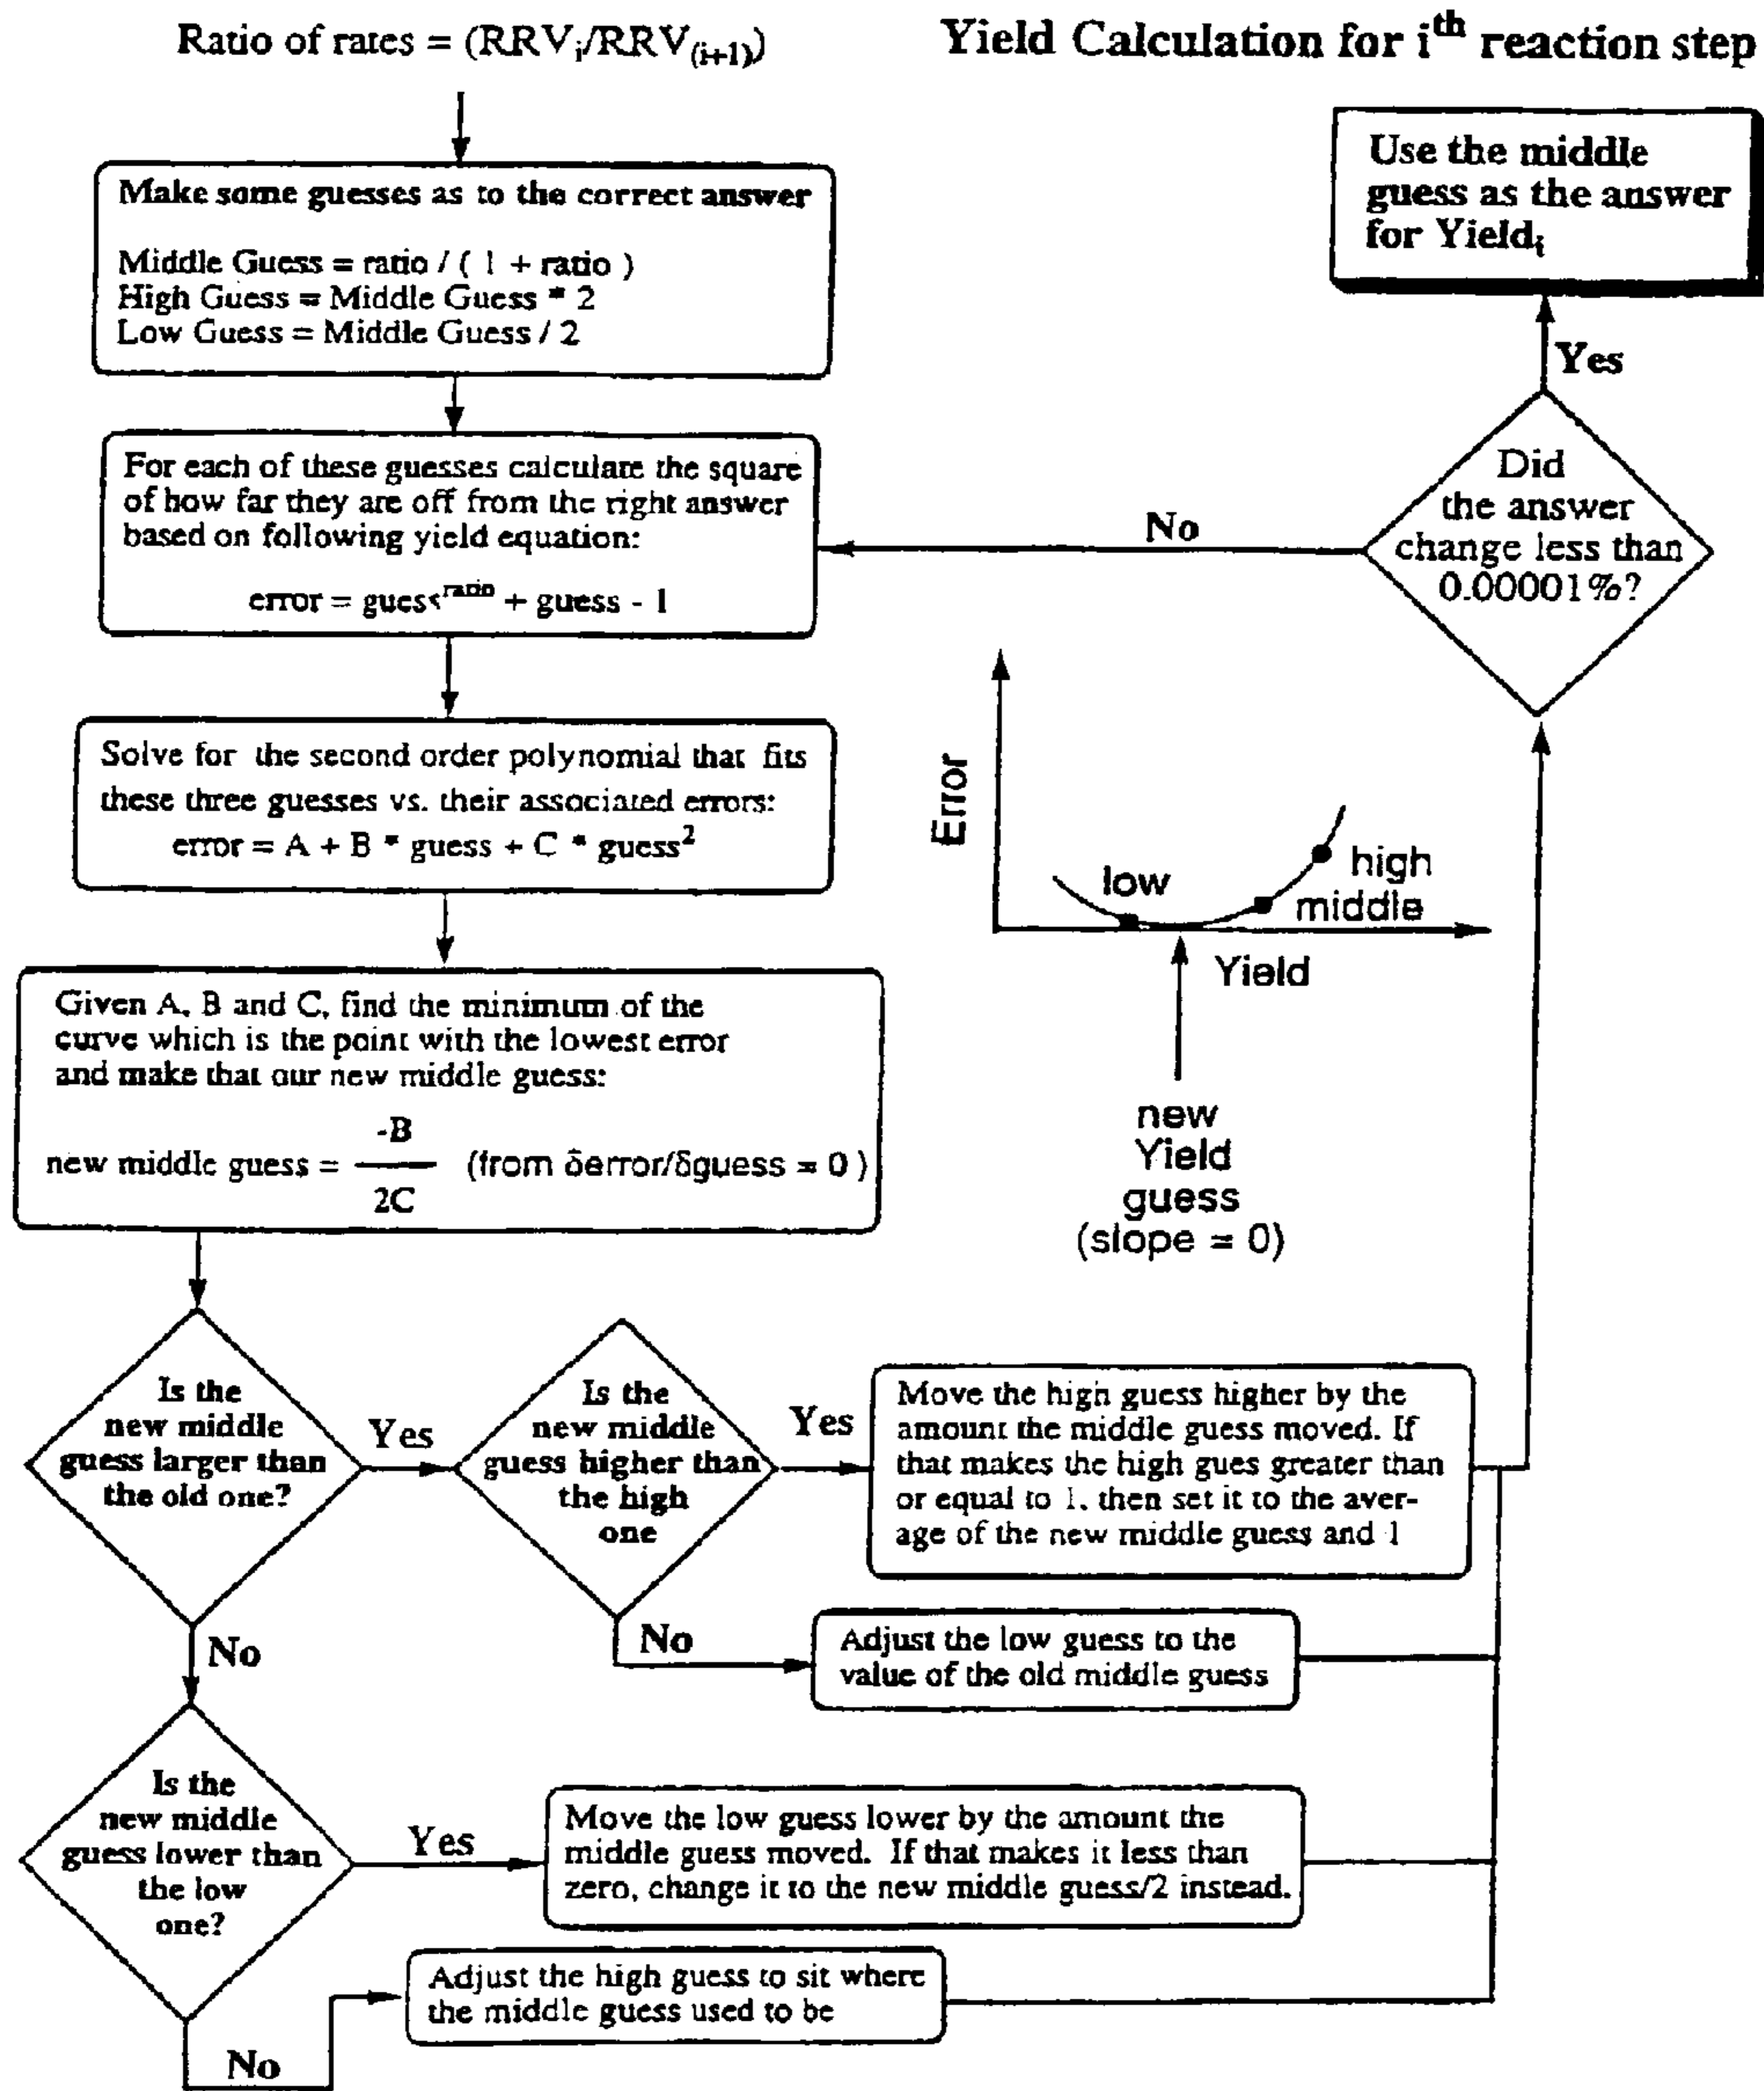 Ratio of rates = (RRVi/RRV(i+1))
Yield Calculation for ith reaction step
Make some guesses as to the correct answer
Middle Guess = ratio / ( 1 + ratio )
High Guess = Middle Guess * 2
Low Guess = Middle Guess / 2
For each of these guesses calculate the square
of how far they are off from the right answer
based on following yield equation:
error = guess^ratio + guess - 1
Solve for the second order polynomial that fits
these three guesses vs. their associated errors:
error = A + B * guess + C * guess²
Given A, B and C, find the minimum of the
curve which is the point with the lowest error
and make that our new middle guess:
-B
new middle guess = (from δerror/δguess = 0 )
2C
Is the
new middle
guess larger than
the old one?
Yes
No
Is the
new middle
guess higher than
the high
one
Yes
Move the high guess higher by the
amount the middle guess moved. If
that makes the high gues greater than
or equal to 1, then set it to the aver-
age of the new middle guess and 1
No
Adjust the low guess to the
value of the old middle guess
Is the
new middle
guess lower than
the low
one?
Yes
Move the low guess lower by the amount the
middle guess moved. If that makes it less than
zero, change it to the new middle guess/2 instead.
No
Adjust the high guess to sit where
the middle guess used to be
Error
low
high
middle
Yield
new
Yield
guess
(slope = 0)
Did
the answer
change less than
0.00001%?
No
Yes
Use the middle
guess as the answer
for Yieldi